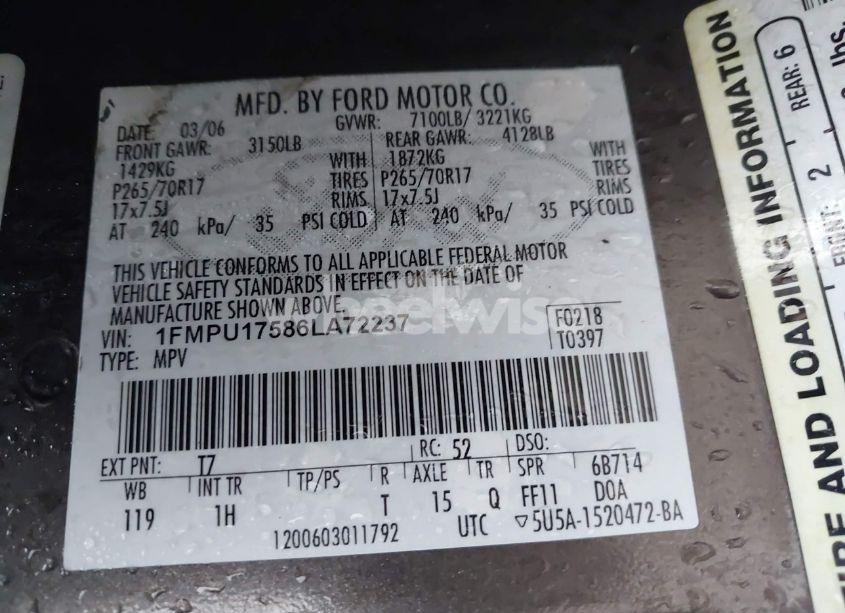 MFD. BY FORD MOTOR CO.
DATE: 03/06 GVWR: 7100LB/ 3221KG
FRONT GAWR: 3150LB REAR GAWR: 4128LB
1429KG WITH 1872KG WITH
P265/70R17 TIRES P265/70R17 TIRES
17x7.5J RIMS 17x7.5J RIMS
AT 240 kPa/ 35 PSI COLD AT 240 kPa/ 35 PSI COLD
THIS VEHICLE CONFORMS TO ALL APPLICABLE FEDERAL MOTOR
VEHICLE SAFETY STANDARDS IN EFFECT ON THE DATE OF
MANUFACTURE SHOWN ABOVE.
VIN: 1FMPU17586LA72237 F0218
TYPE: MPV T0397
EXT PNT: T7 RC: 52 DSO:
WB INT TR TP/PS R AXLE TR SPR 6B714
119 1H T 15 Q FF11 DOA
1200603011792 UTC ▽5U5A-1520472-BA
TIRE AND LOADING INFORMATION
FRONT: 2 REAR: 6
lbs.